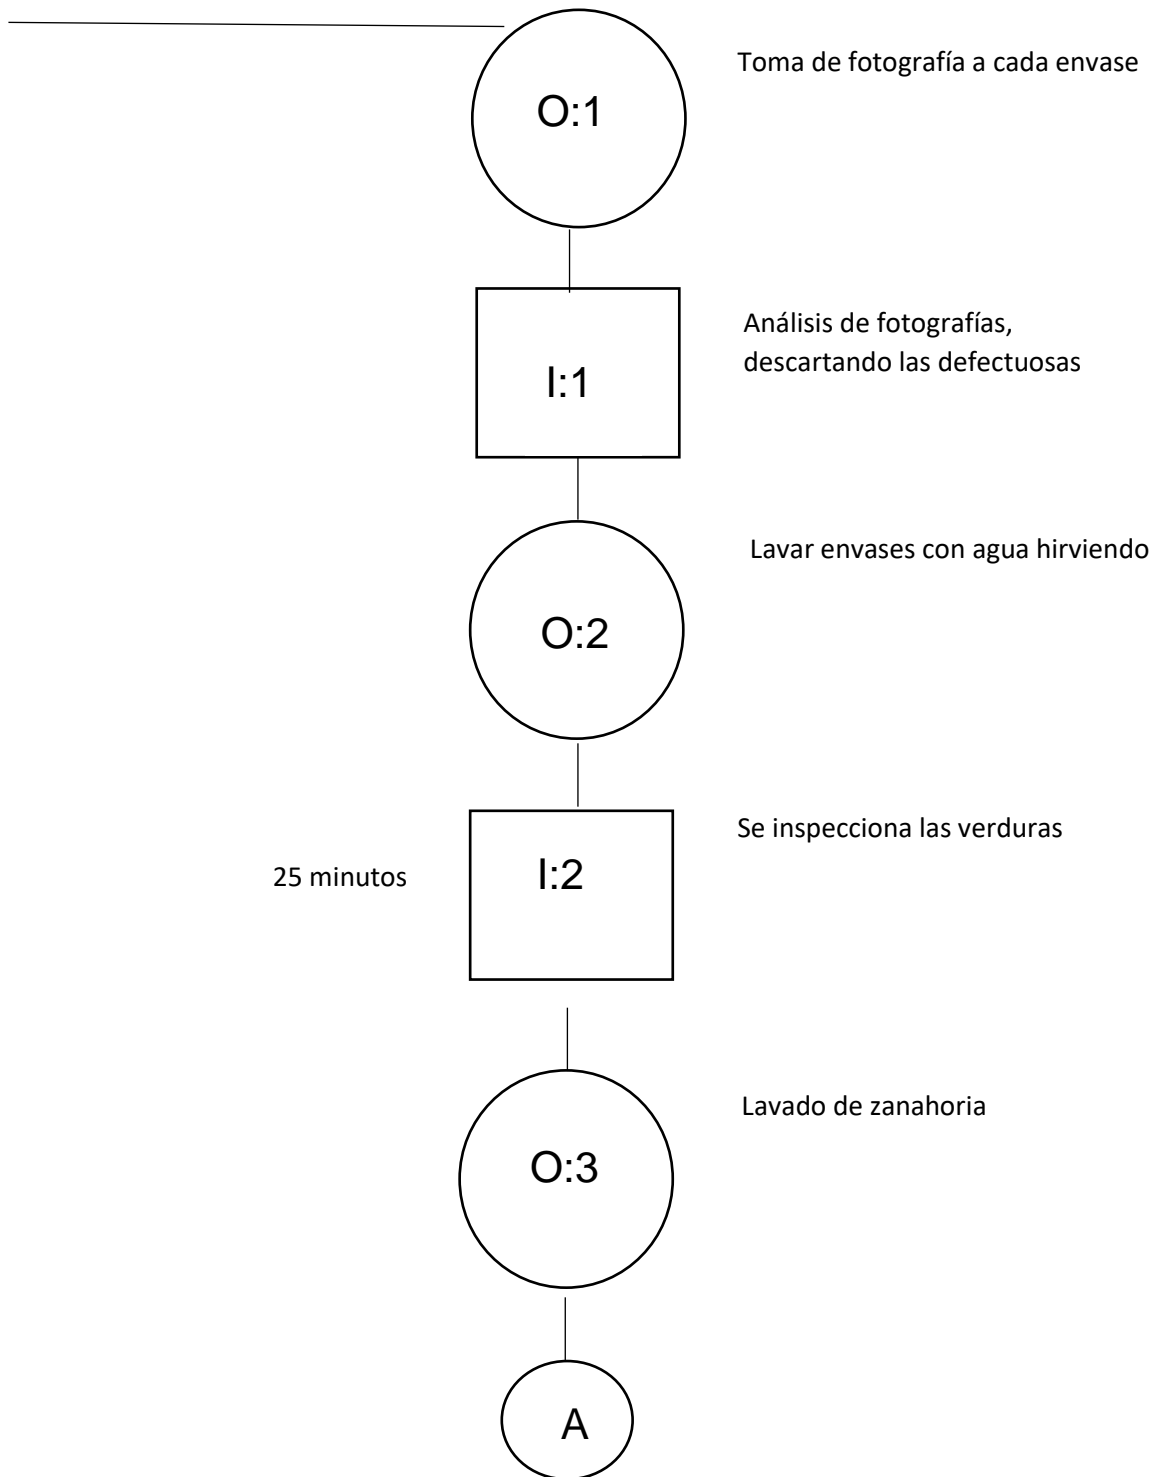 O:1
Toma de fotografía a cada envase
I:1
Análisis de fotografías,
descartando las defectuosas
O:2
Lavar envases con agua hirviendo
25 minutos
I:2
Se inspecciona las verduras
O:3
Lavado de zanahoria
A